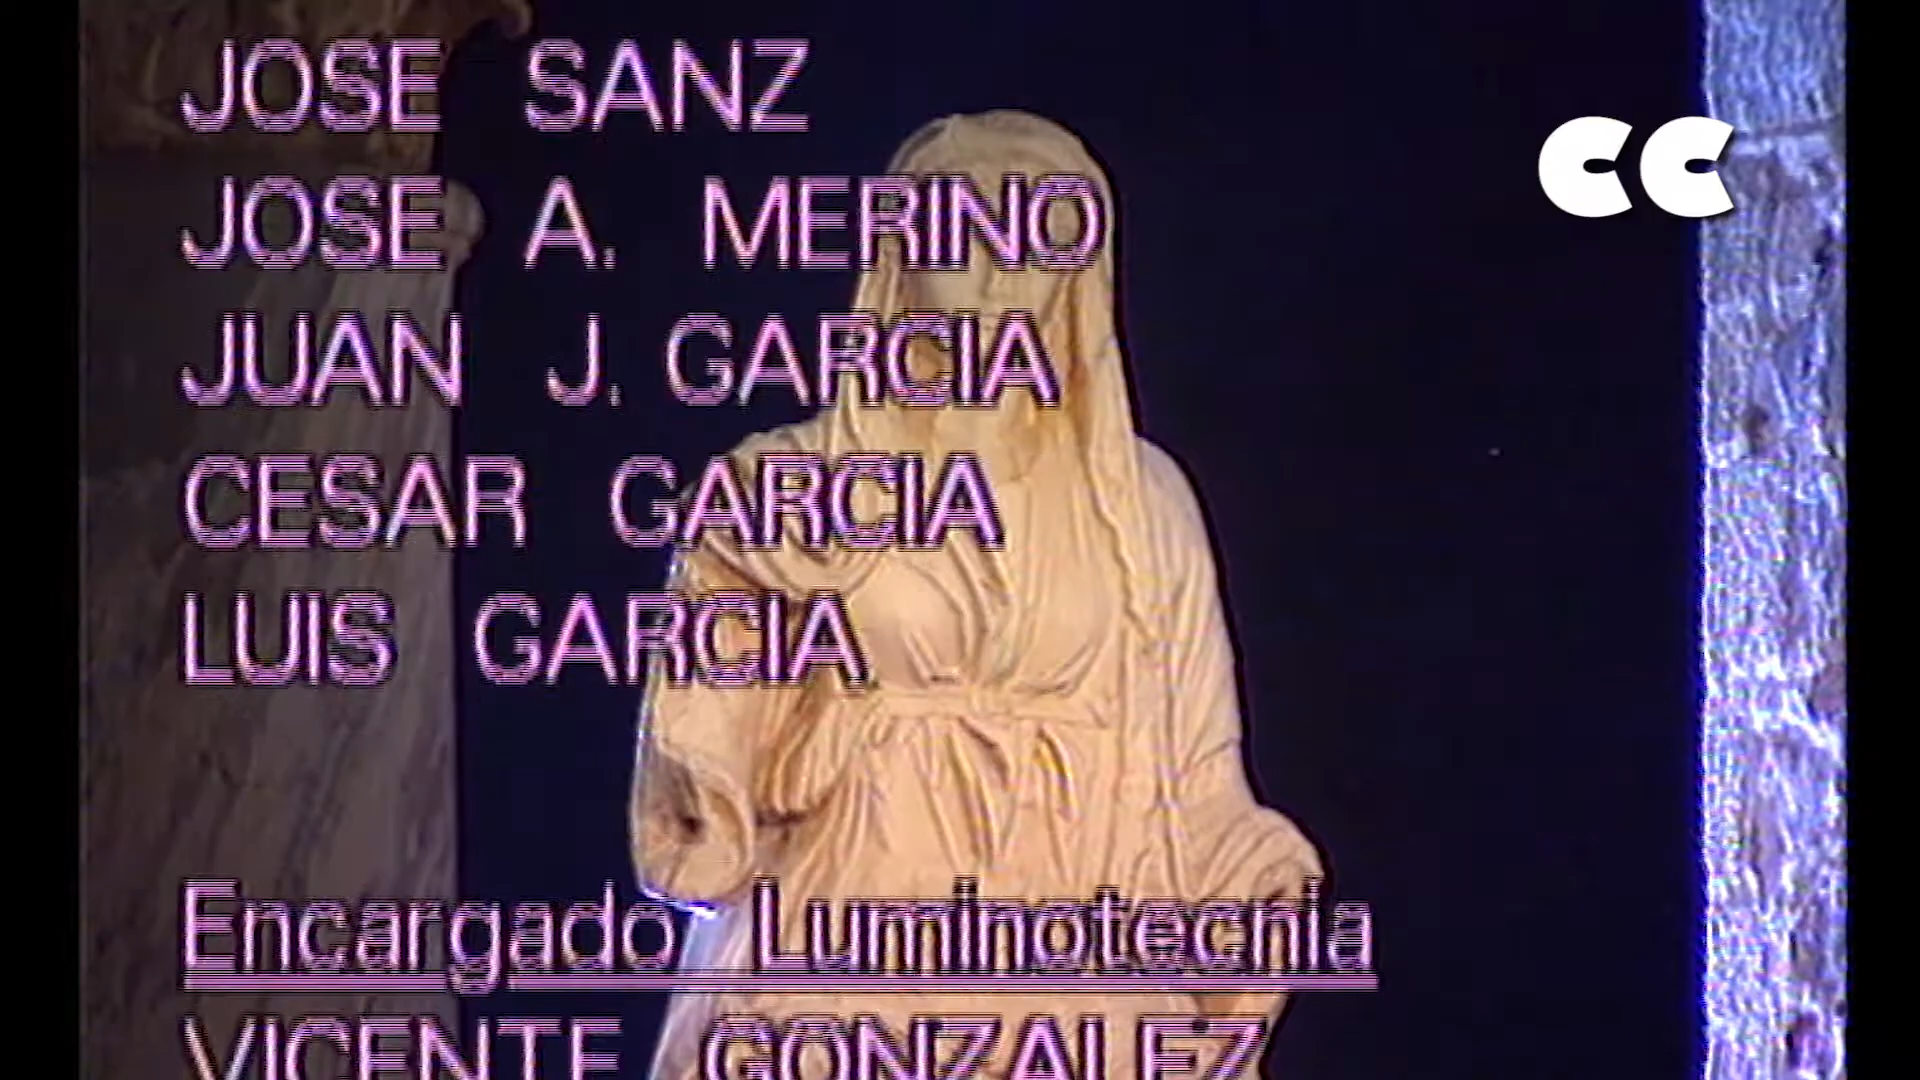 JOSE SANZ
CC
JOSE A. MERINO
JUAN J. GARCIA
CESAR GARCIA
LUIS GARCIA
Encargado Luminotecnia
VICENTE GONZALEZ